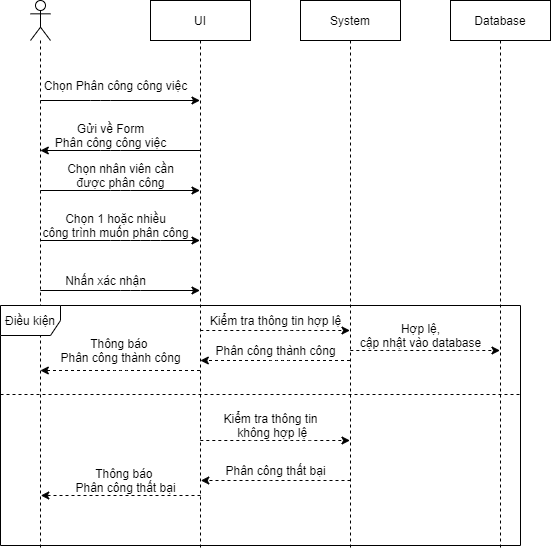 UI
System
Database
Chọn Phân công công việc
Gửi về Form
Phân công công việc
Chọn nhân viên cần
được phân công
Chọn 1 hoặc nhiều
công trình muốn phân công
Nhấn xác nhận
Điều kiện
Kiểm tra thông tin hợp lệ
Hợp lệ,
cập nhật vào database
Thông báo
Phân công thành công
Phân công thành công
Kiểm tra thông tin
không hợp lệ
Phân công thất bại
Thông báo
Phân công thất bại